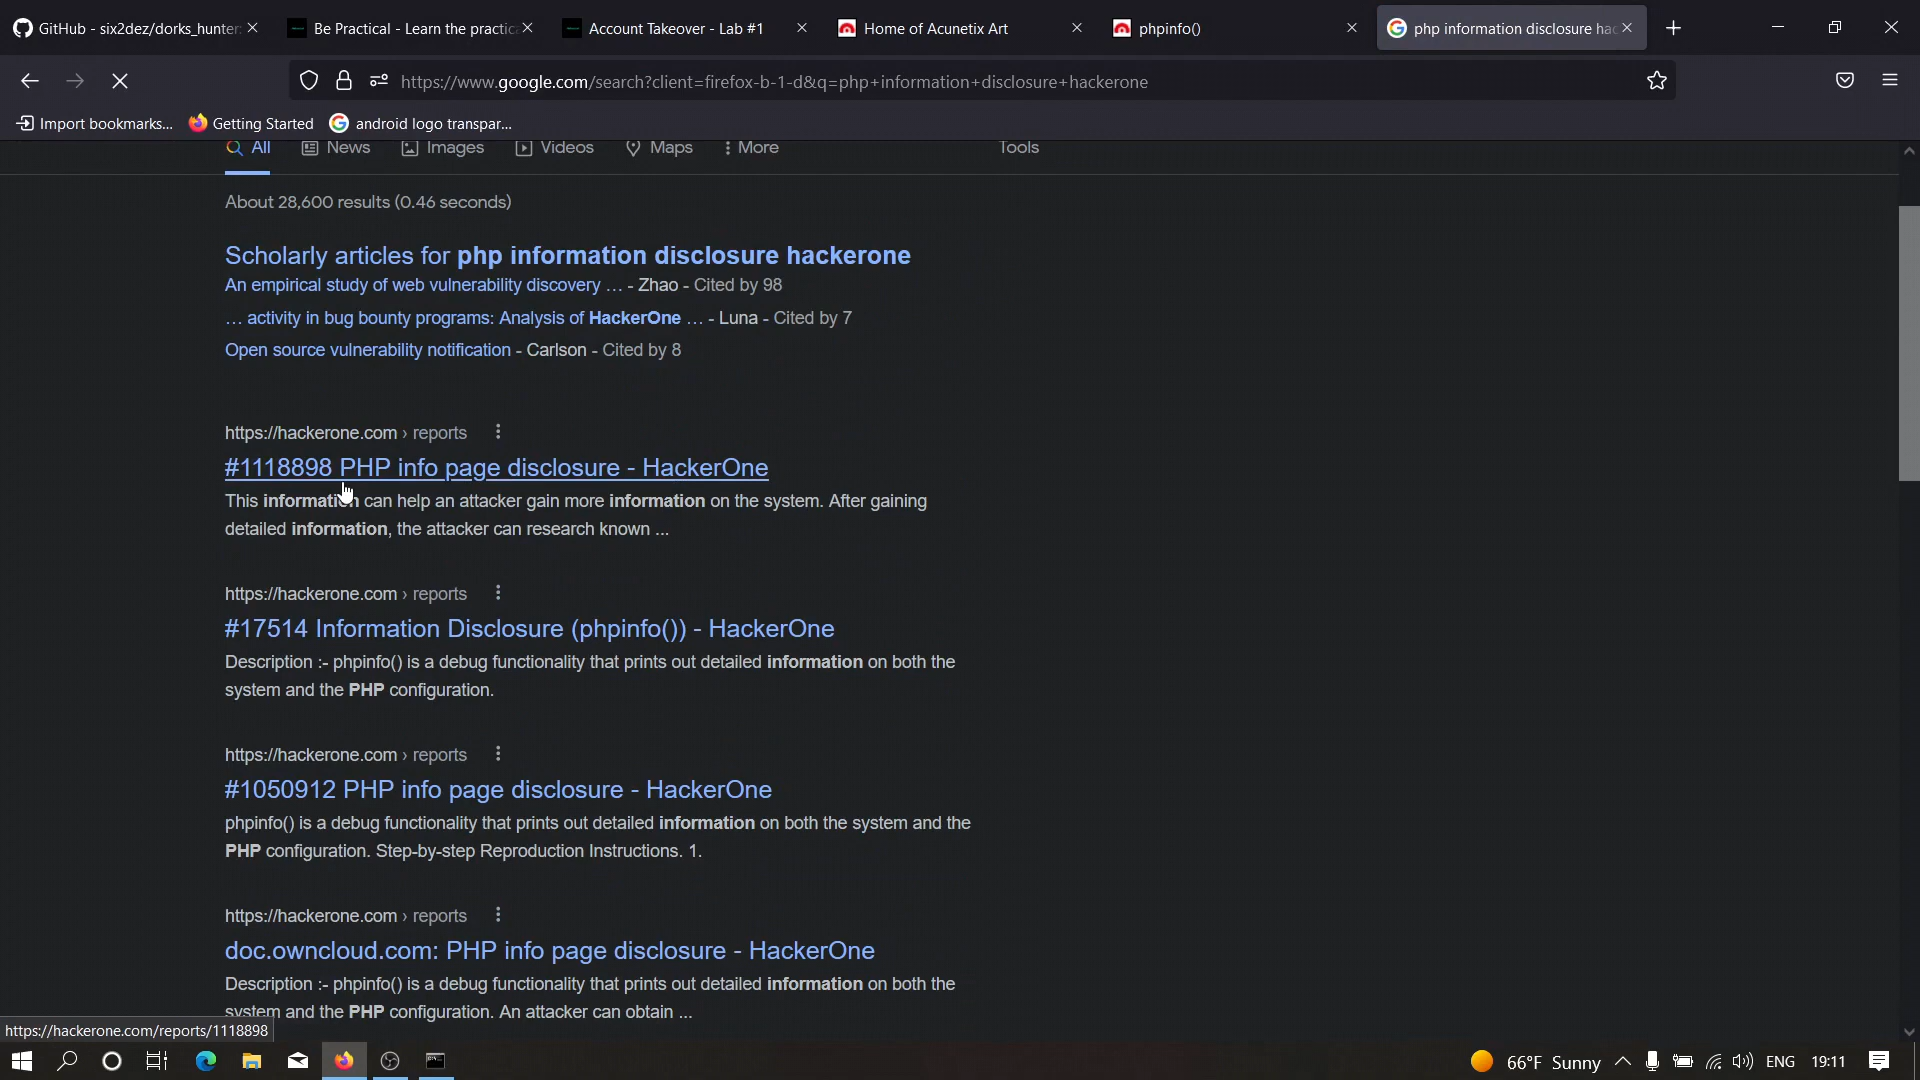 GitHub - six2dez/dorks_hunter:
Be Practical - Learn the practica
Account Takeover - Lab #1
Home of Acunetix Art
phpinfo()
php information disclosure hac
https://www.google.com/search?client=firefox-b-1-d&q=php+information+disclosure+hackerone
Import bookmarks...
Getting Started
android logo transpar...
All
News
Images
Videos
Maps
More
Tools
About 28,600 results (0.46 seconds)
Scholarly articles for php information disclosure hackerone
An empirical study of web vulnerability discovery … - Zhao - Cited by 98
… activity in bug bounty programs: Analysis of HackerOne … - Luna - Cited by 7
Open source vulnerability notification - Carlson - Cited by 8
https://hackerone.com › reports
#1118898 PHP info page disclosure - HackerOne
This information can help an attacker gain more information on the system. After gaining
detailed information, the attacker can research known ...
https://hackerone.com › reports
#17514 Information Disclosure (phpinfo()) - HackerOne
Description :- phpinfo() is a debug functionality that prints out detailed information on both the
system and the PHP configuration.
https://hackerone.com › reports
#1050912 PHP info page disclosure - HackerOne
phpinfo() is a debug functionality that prints out detailed information on both the system and the
PHP configuration. Step-by-step Reproduction Instructions. 1.
https://hackerone.com › reports
doc.owncloud.com: PHP info page disclosure - HackerOne
Description :- phpinfo() is a debug functionality that prints out detailed information on both the
system and the PHP configuration. An attacker can obtain ...
https://hackerone.com/reports/1118898
66°F Sunny
ENG
19:11